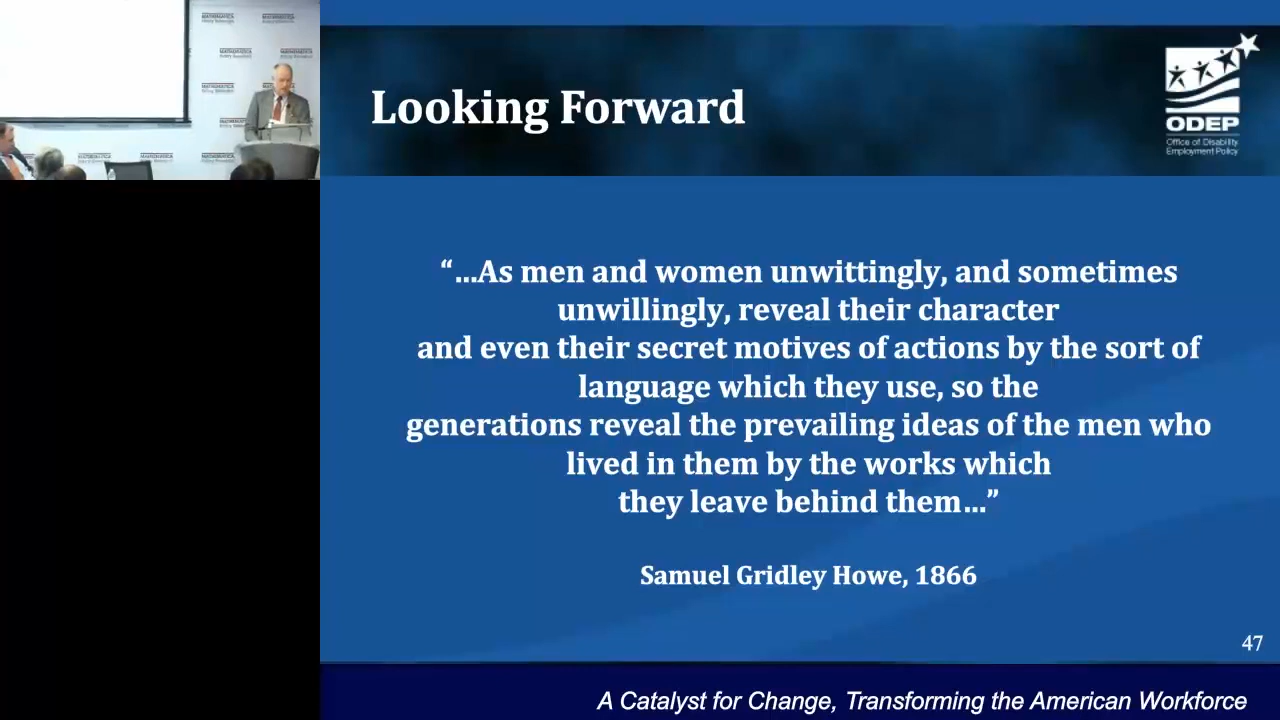 Looking Forward
ODEP
Office of Disability
Employment Policy
“…As men and women unwittingly, and sometimes
unwillingly, reveal their character
and even their secret motives of actions by the sort of
language which they use, so the
generations reveal the prevailing ideas of the men who
lived in them by the works which
they leave behind them…”
Samuel Gridley Howe, 1866
47
A Catalyst for Change, Transforming the American Workforce